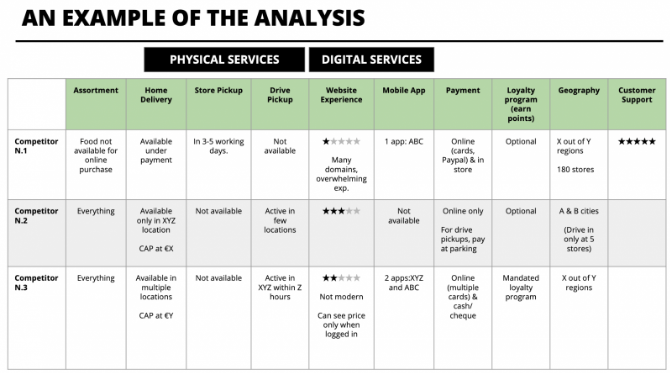 AN EXAMPLE OF THE ANALYSIS
PHYSICAL SERVICES
DIGITAL SERVICES
Assortment
Home
Delivery
Store Pickup
Drive
Pickup
Website
Experience
Mobile App
Payment
Loyalty
program
(earn
points)
Geography
Customer
Support
Competitor
N.1
Food not
available for
online
purchase
Available
under
payment
In 3-5 working
days.
Not
available
★★★★★
Many
domains,
overwhelming
exp.
1 app: ABC
Online
(cards,
Paypal) & in
store
Optional
X out of Y
regions
180 stores
★★★★★
Competitor
N.2
Everything
Available
only in XYZ
location
CAP at €X
Not available
Active in
few
locations
★★★★★
Not
available
Online only
For drive
pickups, pay
at parking
Optional
A & B cities
(Drive in
only at 5
stores)
Competitor
N.3
Everything
Available in
multiple
locations
CAP at €Y
Not available
Active in
XYZ within Z
hours
★★★★★
Not modern
Can see price
only when
logged in
2 apps:XYZ
and ABC
Online
(multiple
cards) &
cash/
cheque
Mandated
loyalty
program
X out of Y
regions